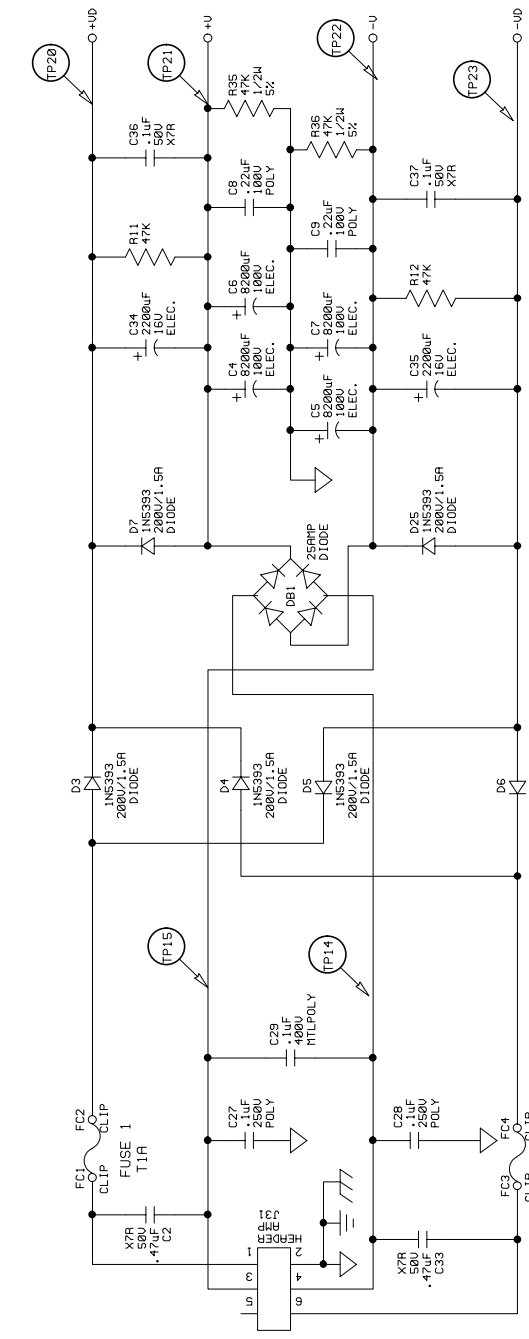 +VD
TP20
+V
TP21
-V
TP22
-VD
TP23
C36
.1uF
50V
X7R
R35
47K
1/2W
5%
R36
47K
1/2W
5%
C8
.22uF
100V
POLY
C9
.22uF
100V
POLY
C37
.1uF
50V
X7R
R11
47K
C34
2200uF
16V
ELEC.
C6
8200uF
100V
ELEC.
C4
8200uF
100V
ELEC.
C7
8200uF
100V
ELEC.
C5
8200uF
100V
ELEC.
R12
47K
C35
2200uF
16V
ELEC.
+
+
+
+
+
+
D7
1N5393
200V/1.5A
DIODE
25AMP
DIODE
DB1
D25
1N5393
200V/1.5A
DIODE
D3
1N5393
200V/1.5A
DIODE
D4
1N5393
200V/1.5A
DIODE
D5
1N5393
200V/1.5A
DIODE
D6
TP15
TP14
C29
.1uF
400V
MTLPOLY
C27
.1uF
250V
POLY
C28
.1uF
250V
POLY
FC1
CLIP
FC2
CLIP
FUSE 1
T1A
FC3
CLIP
FC4
CLIP
X7R
50V
.47uF
C2
X7R
50V
.47uF
C33
HEADER
AMP
J31
1
2
3
4
5
6